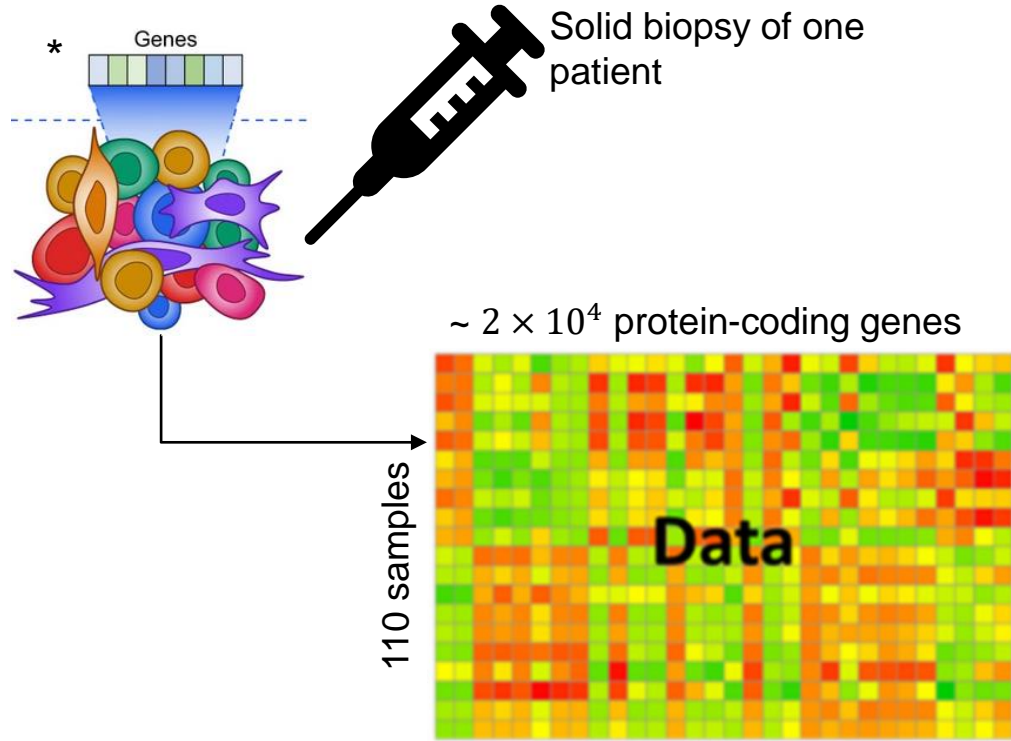 *
Genes
Solid biopsy of one
patient
~ 2 × 10⁴ protein-coding genes
110 samples
Data